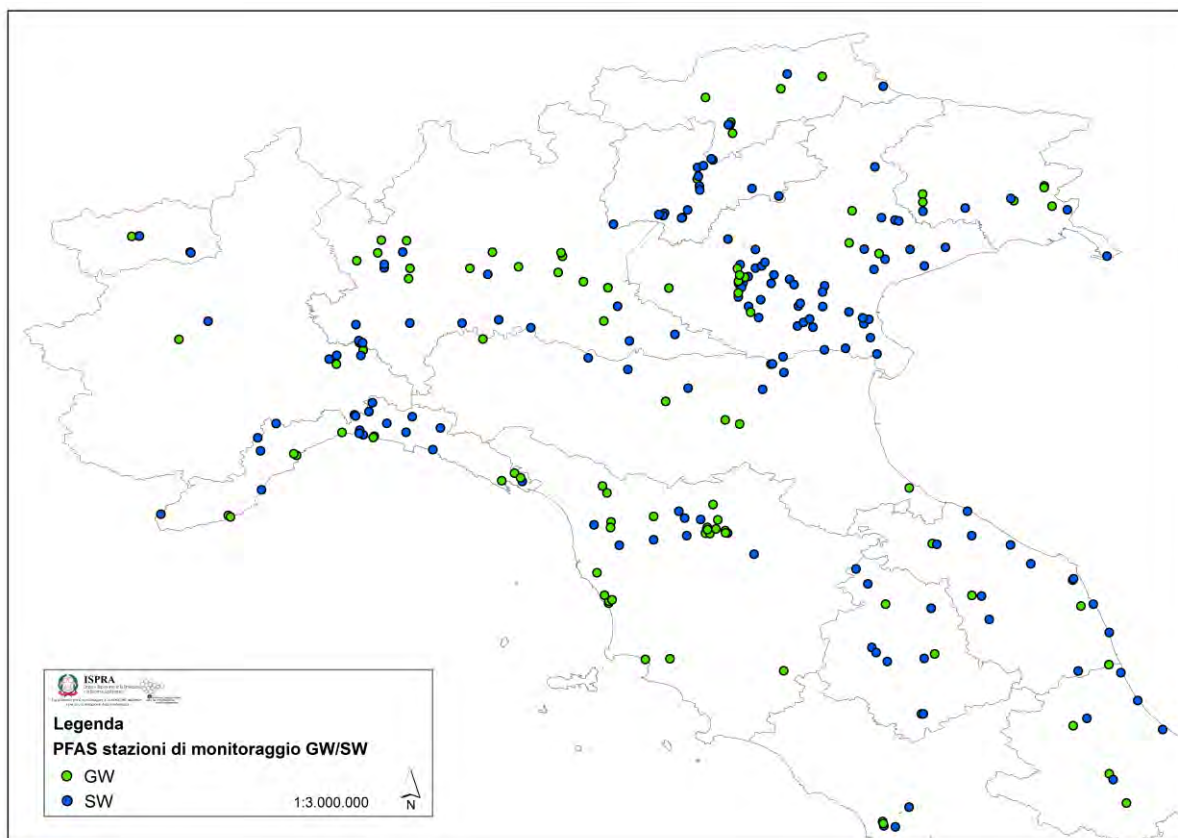 ISPRA
Legenda
PFAS stazioni di monitoraggio GW/SW
GW
SW
1:3.000.000
N